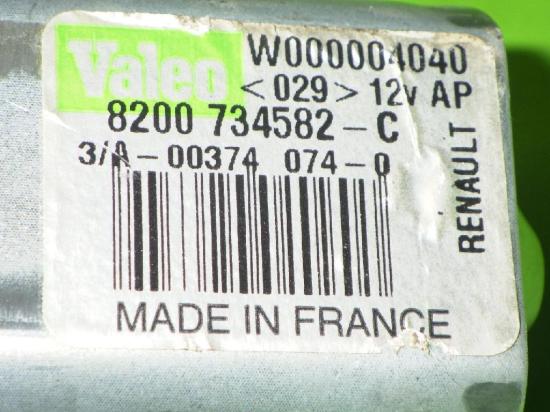 Valeo W000004040
<029> 12v AP
8200 734582-C
3/A-00374 074-0
RENAULT
MADE IN FRANCE